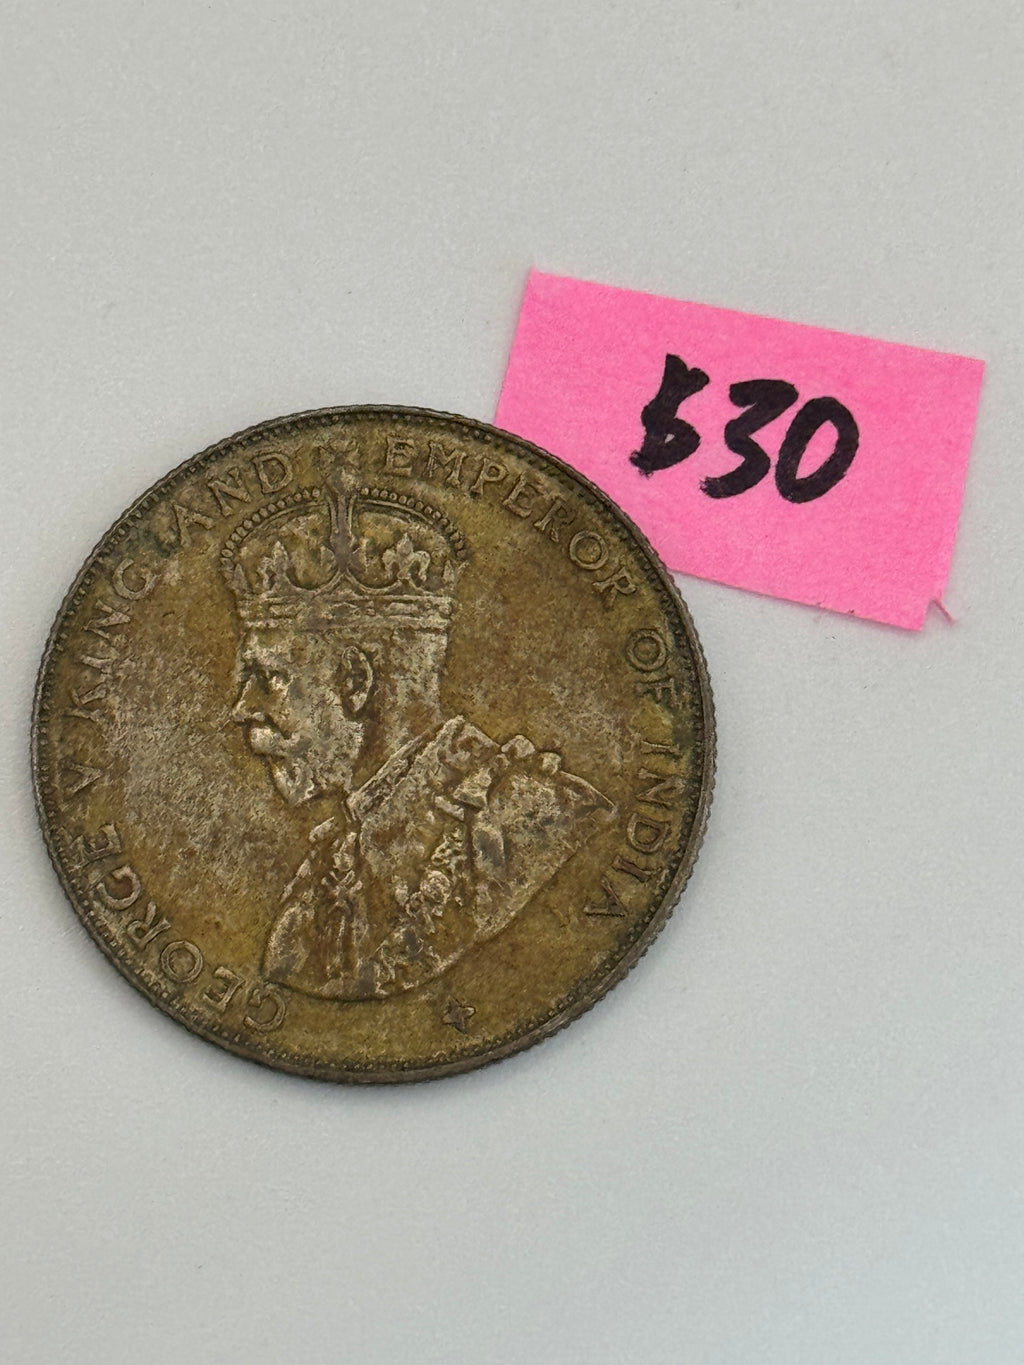 GEORGE V KING AND EMPEROR OF INDIA
$30